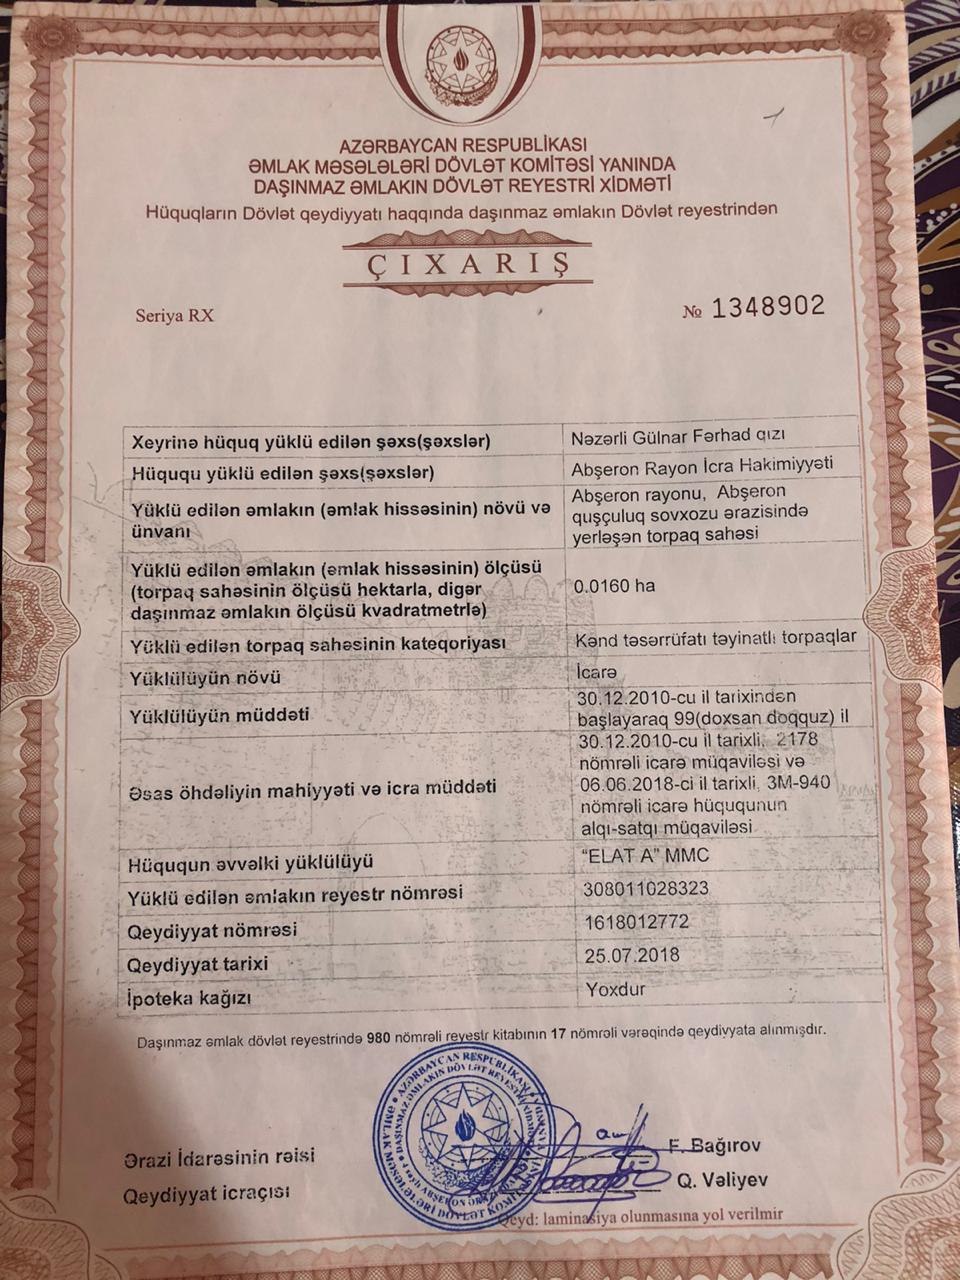 AZƏRBAYCAN RESPUBLİKASI
ƏMLAK MƏSƏLƏLƏRİ DÖVLƏT KOMİTƏSİ YANINDA
DAŞINMAZ ƏMLAKIN DÖVLƏT REYESTRİ XİDMƏTİ
Hüquqların Dövlət qeydiyyatı haqqında daşınmaz əmlakın Dövlət reyestrindən
ÇIXARIŞ
Seriya RX
№ 1348902
Xeyrinə hüquq yüklü edilən şəxs(şəxslər)
Nəzərli Gülnar Fərhad qızı
Hüququ yüklü edilən şəxs(şəxslər)
Abşeron Rayon İcra Hakimiyyəti
Yüklü edilən əmlakın (əmlak hissəsinin) növü və
ünvanı
Abşeron rayonu, Abşeron
quşçuluq sovxozu ərazisində
yerləşən torpaq sahəsi
Yüklü edilən əmlakın (əmlak hissəsinin) ölçüsü
(torpaq sahəsinin ölçüsü hektarla, digər
daşınmaz əmlakın ölçüsü kvadratmetrlə)
0.0160 ha
Yüklü edilən torpaq sahəsinin kateqoriyası
Kənd təsərrüfatı təyinatlı torpaqlar
Yüklülüyün növü
İcarə
Yüklülüyün müddəti
30.12.2010-cu il tarixindən
başlayaraq 99(doxsan doqquz) il
Əsas öhdəliyin mahiyyəti və icra müddəti
30.12.2010-cu il tarixli, 2178
nömrəli icarə müqaviləsi və
06.06.2018-ci il tarixli, 3M-940
nömrəli icarə hüququnun
alqı-satqı müqaviləsi
Hüququn əvvəlki yüklülüyü
“ELAT A” MMC
Yüklü edilən əmlakın reyestr nömrəsi
308011028323
Qeydiyyat nömrəsi
1618012772
Qeydiyyat tarixi
25.07.2018
İpoteka kağızı
Yoxdur
Daşınmaz əmlak dövlət reyestrində 980 nömrəli reyestr kitabının 17 nömrəli vərəqində qeydiyyata alınmışdır.
AZƏRBAYCAN RESPUBLİKASI
DAŞINMAZ ƏMLAKIN DÖVLƏT REYESTRİ
Ərazi İdarəsinin rəisi
F. Bağırov
Qeydiyyat icraçısı
Q. Vəliyev
Qeyd: laminasiya olunmasına yol verilmir